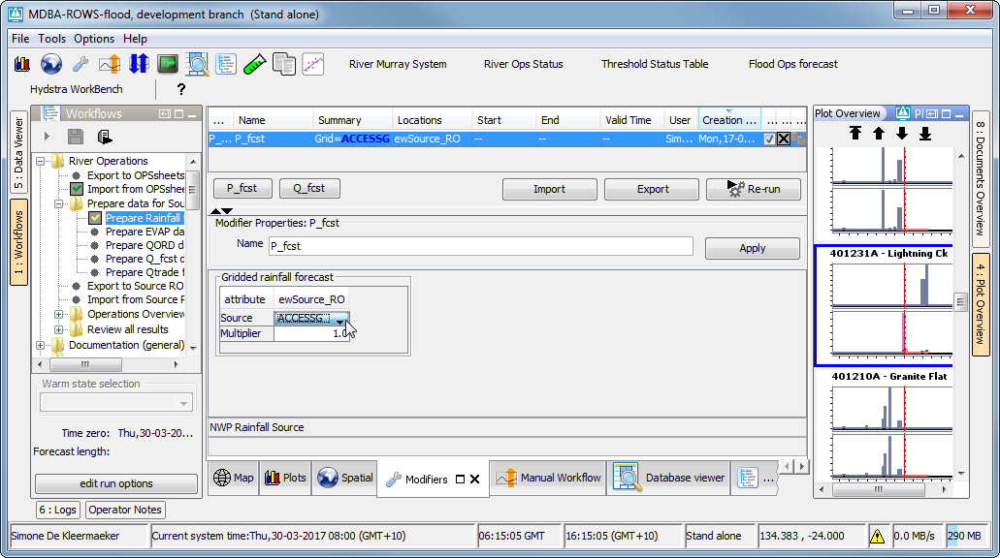 MDBA-ROWS-flood, development branch (Stand alone)
File Tools Options Help
River Murray System River Ops Status Threshold Status Table Flood Ops forecast
Hydstra WorkBench ?
5 : Data Viewer
1 : Workflows
Workflows
River Operations
Export to OPSsheets
Import from OPSshee
Prepare data for Sou
Prepare Rainfall
Prepare EVAP da
Prepare QORD d
Prepare Q_fcst d
Prepare Qtrade f
Export to Source RO
Import from Source R
Operations Overview
Review all results
Documentation (general)
Warm state selection
Time zero: Thu,30-03-20...
Forecast length:
edit run options
... Name Summary Locations Start End Valid Time User Creation ... ... ... ...
P_... P_fcst Grid=ACCESSG ewSource_RO -- -- -- Sim... Mon,17-0...
P_fcst Q_fcst Import Export Re-run
Modifier Properties: P_fcst
Name P_fcst Apply
Gridded rainfall forecast
attribute ewSource_RO
Source ACCESSG
Multiplier 1.0
NWP Rainfall Source
Map Plots Spatial Modifiers Manual Workflow Database viewer ...
Plot Overview P
401231A - Lightning Ck
401210A - Granite Flat
8 : Documents Overview
4 : Plot Overview
6 : Logs Operator Notes
Simone De Kleermaeker Current system time:Thu,30-03-2017 08:00 (GMT+10) 06:15:05 GMT 16:15:05 (GMT+10) Stand alone 134.383 , -24.000 0.0 MB/s 290 MB